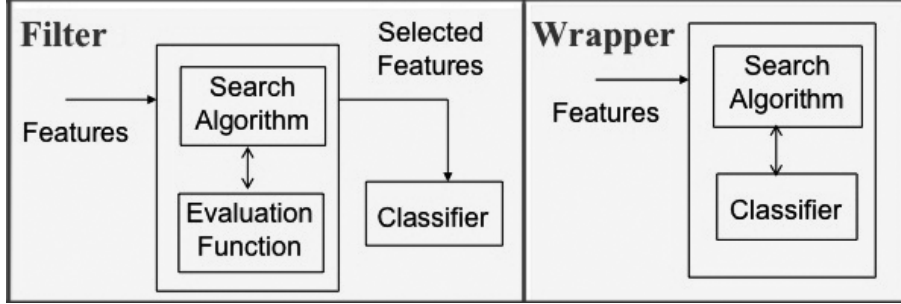 Filter
Features
Search
Algorithm
Evaluation
Function
Selected
Features
Classifier
Wrapper
Features
Search
Algorithm
Classifier